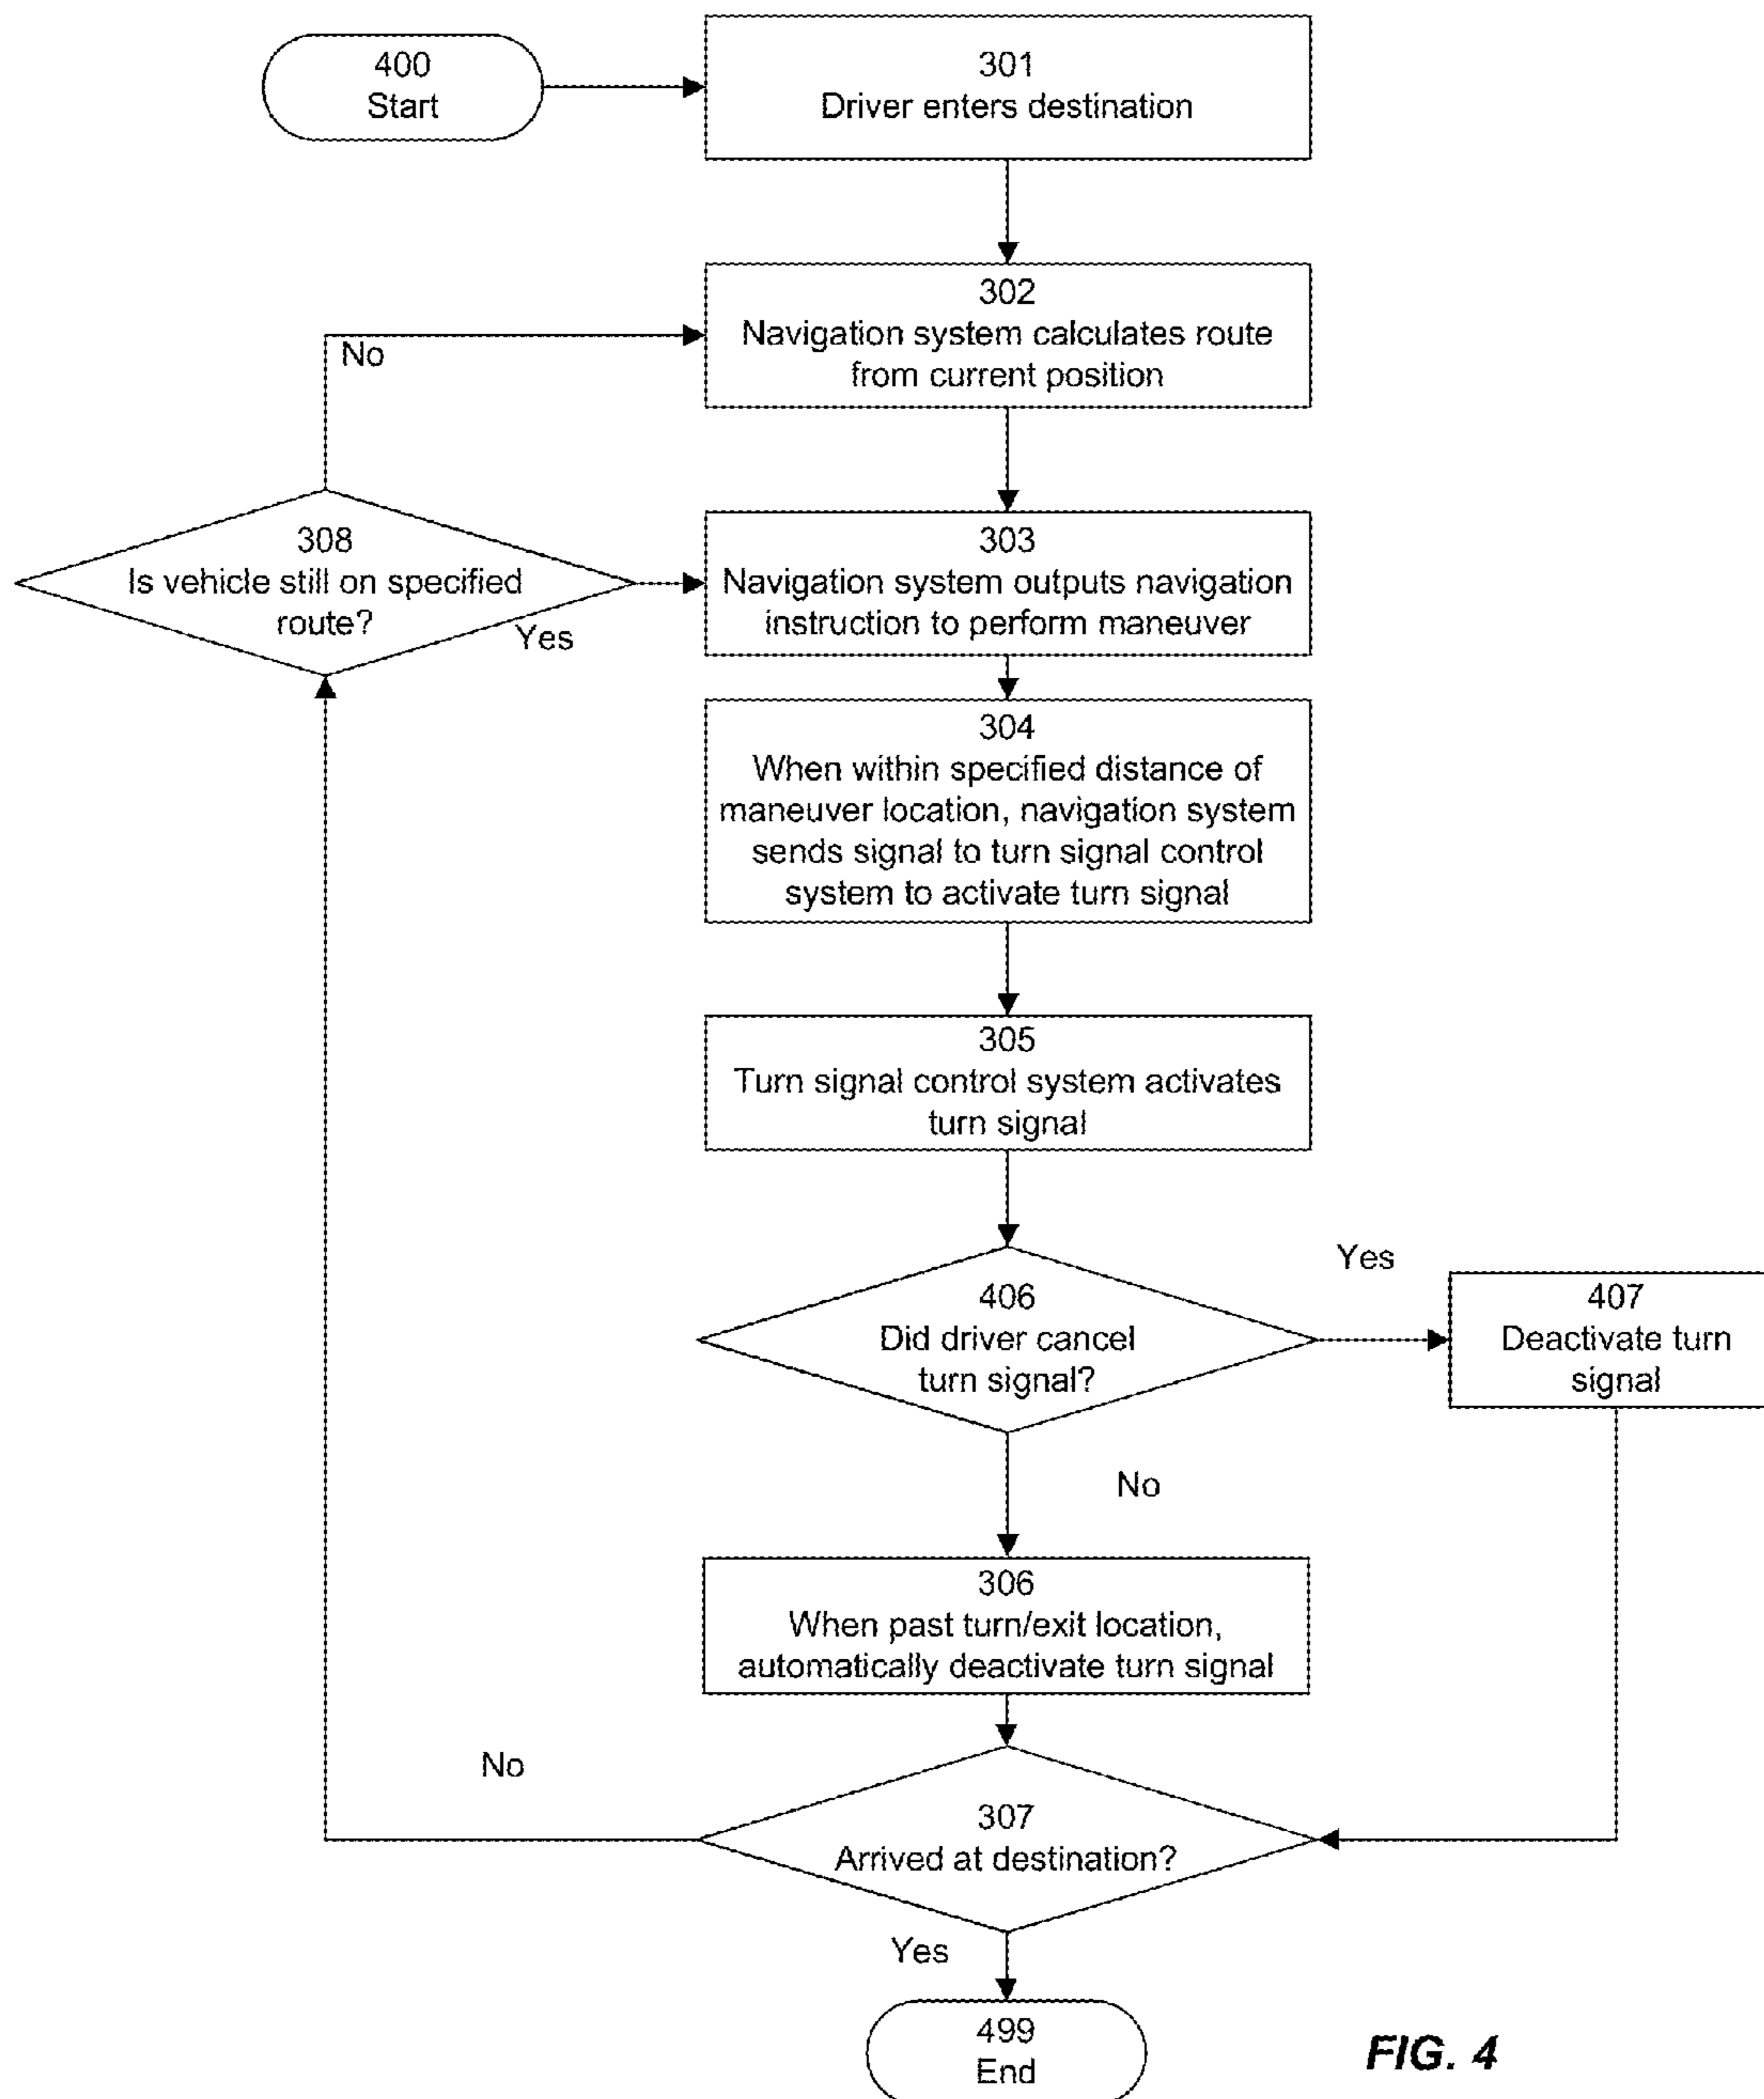 400
Start
301
Driver enters destination
302
Navigation system calculates route
from current position
No
308
Is vehicle still on specified
route?
Yes
303
Navigation system outputs navigation
instruction to perform maneuver
304
When within specified distance of
maneuver location, navigation system
sends signal to turn signal control
system to activate turn signal
305
Turn signal control system activates
turn signal
406
Did driver cancel
turn signal?
Yes
407
Deactivate turn
signal
No
306
When past turn/exit location,
automatically deactivate turn signal
No
307
Arrived at destination?
Yes
499
End
FIG. 4